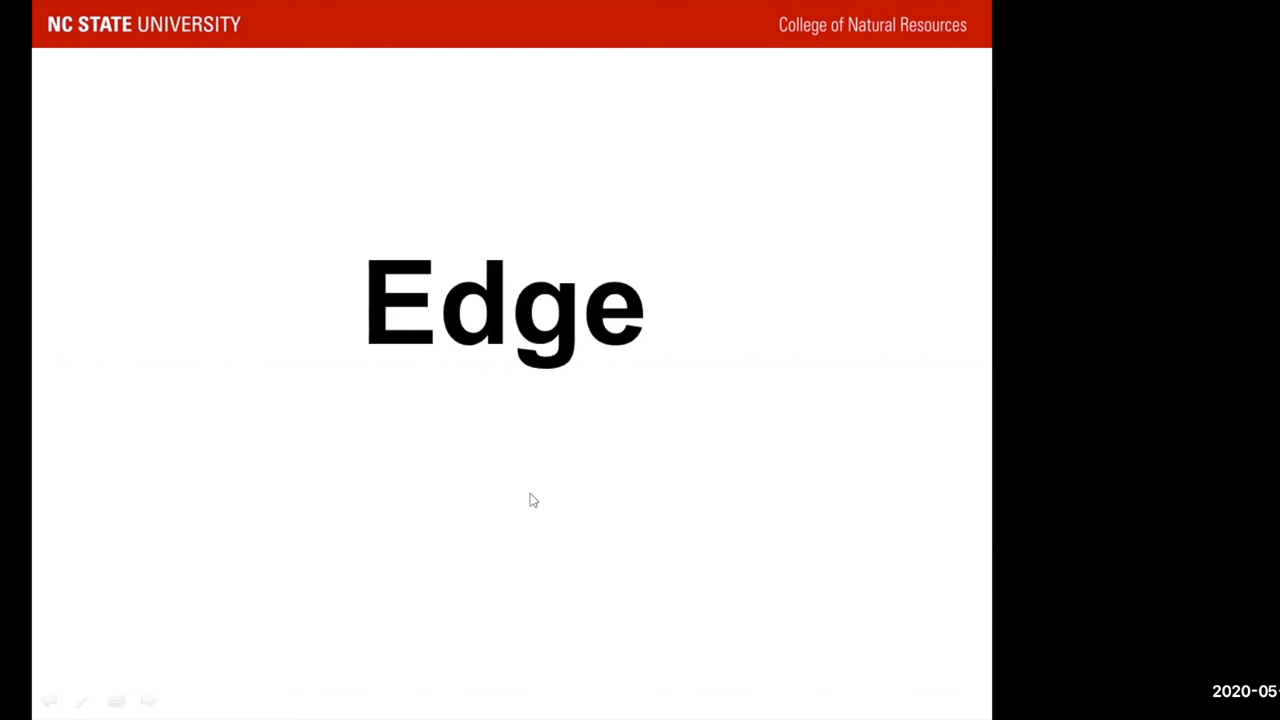 NC STATE UNIVERSITY
College of Natural Resources
Edge
2020-05-